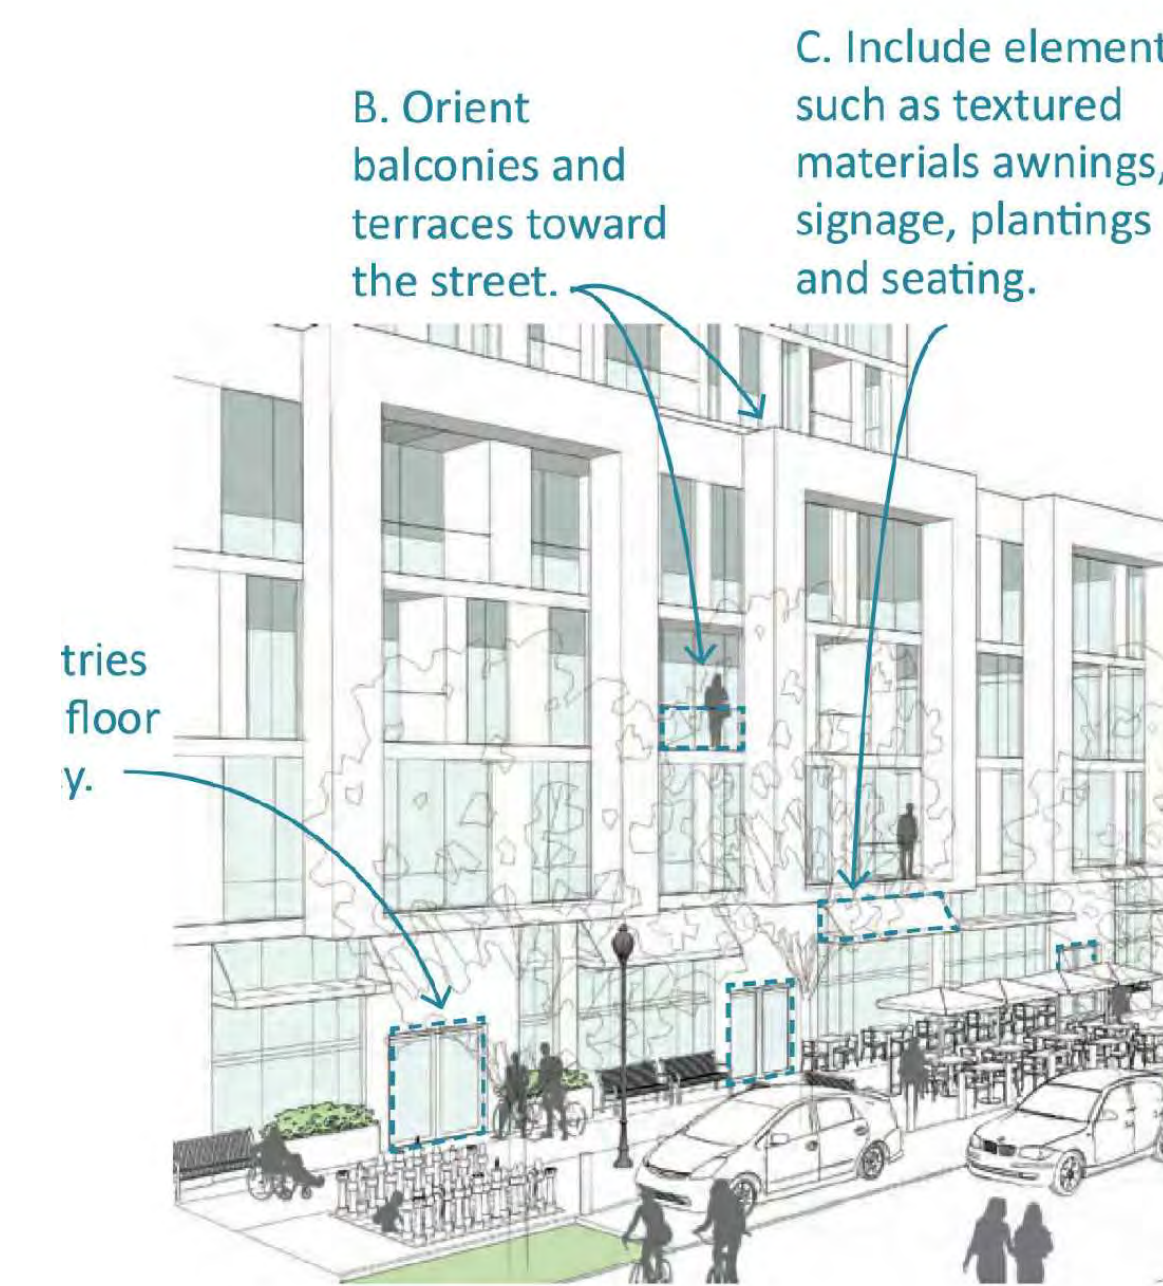 B. Orient
balconies and
terraces toward
the street.
C. Include element
such as textured
materials awnings,
signage, plantings
and seating.
tries
floor
y.